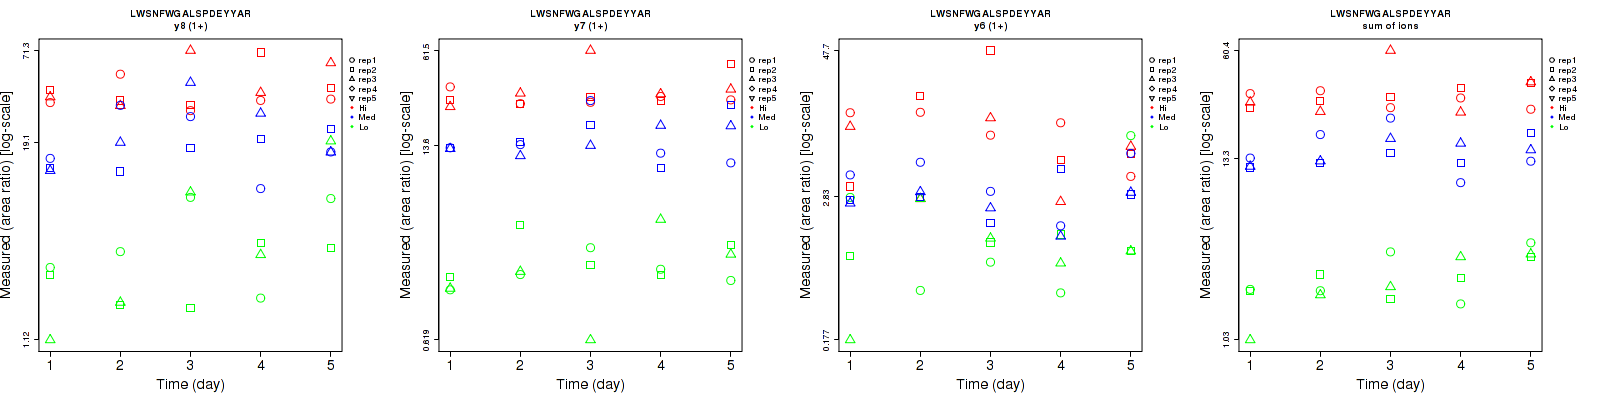 LWSNFWGALSPDEYYAR
y8 (1+)
Measured (area ratio) [log-scale]
71.3
19.1
1.12
1 2 3 4 5
Time (day)
rep1
rep2
rep3
rep4
rep5
Hi
Med
Lo
LWSNFWGALSPDEYYAR
y7 (1+)
Measured (area ratio) [log-scale]
61.5
13.8
0.619
1 2 3 4 5
Time (day)
rep1
rep2
rep3
rep4
rep5
Hi
Med
Lo
LWSNFWGALSPDEYYAR
y6 (1+)
Measured (area ratio) [log-scale]
47.7
2.83
0.177
1 2 3 4 5
Time (day)
rep1
rep2
rep3
rep4
rep5
Hi
Med
Lo
LWSNFWGALSPDEYYAR
sum of ions
Measured (area ratio) [log-scale]
60.4
13.3
1.03
1 2 3 4 5
Time (day)
rep1
rep2
rep3
rep4
rep5
Hi
Med
Lo